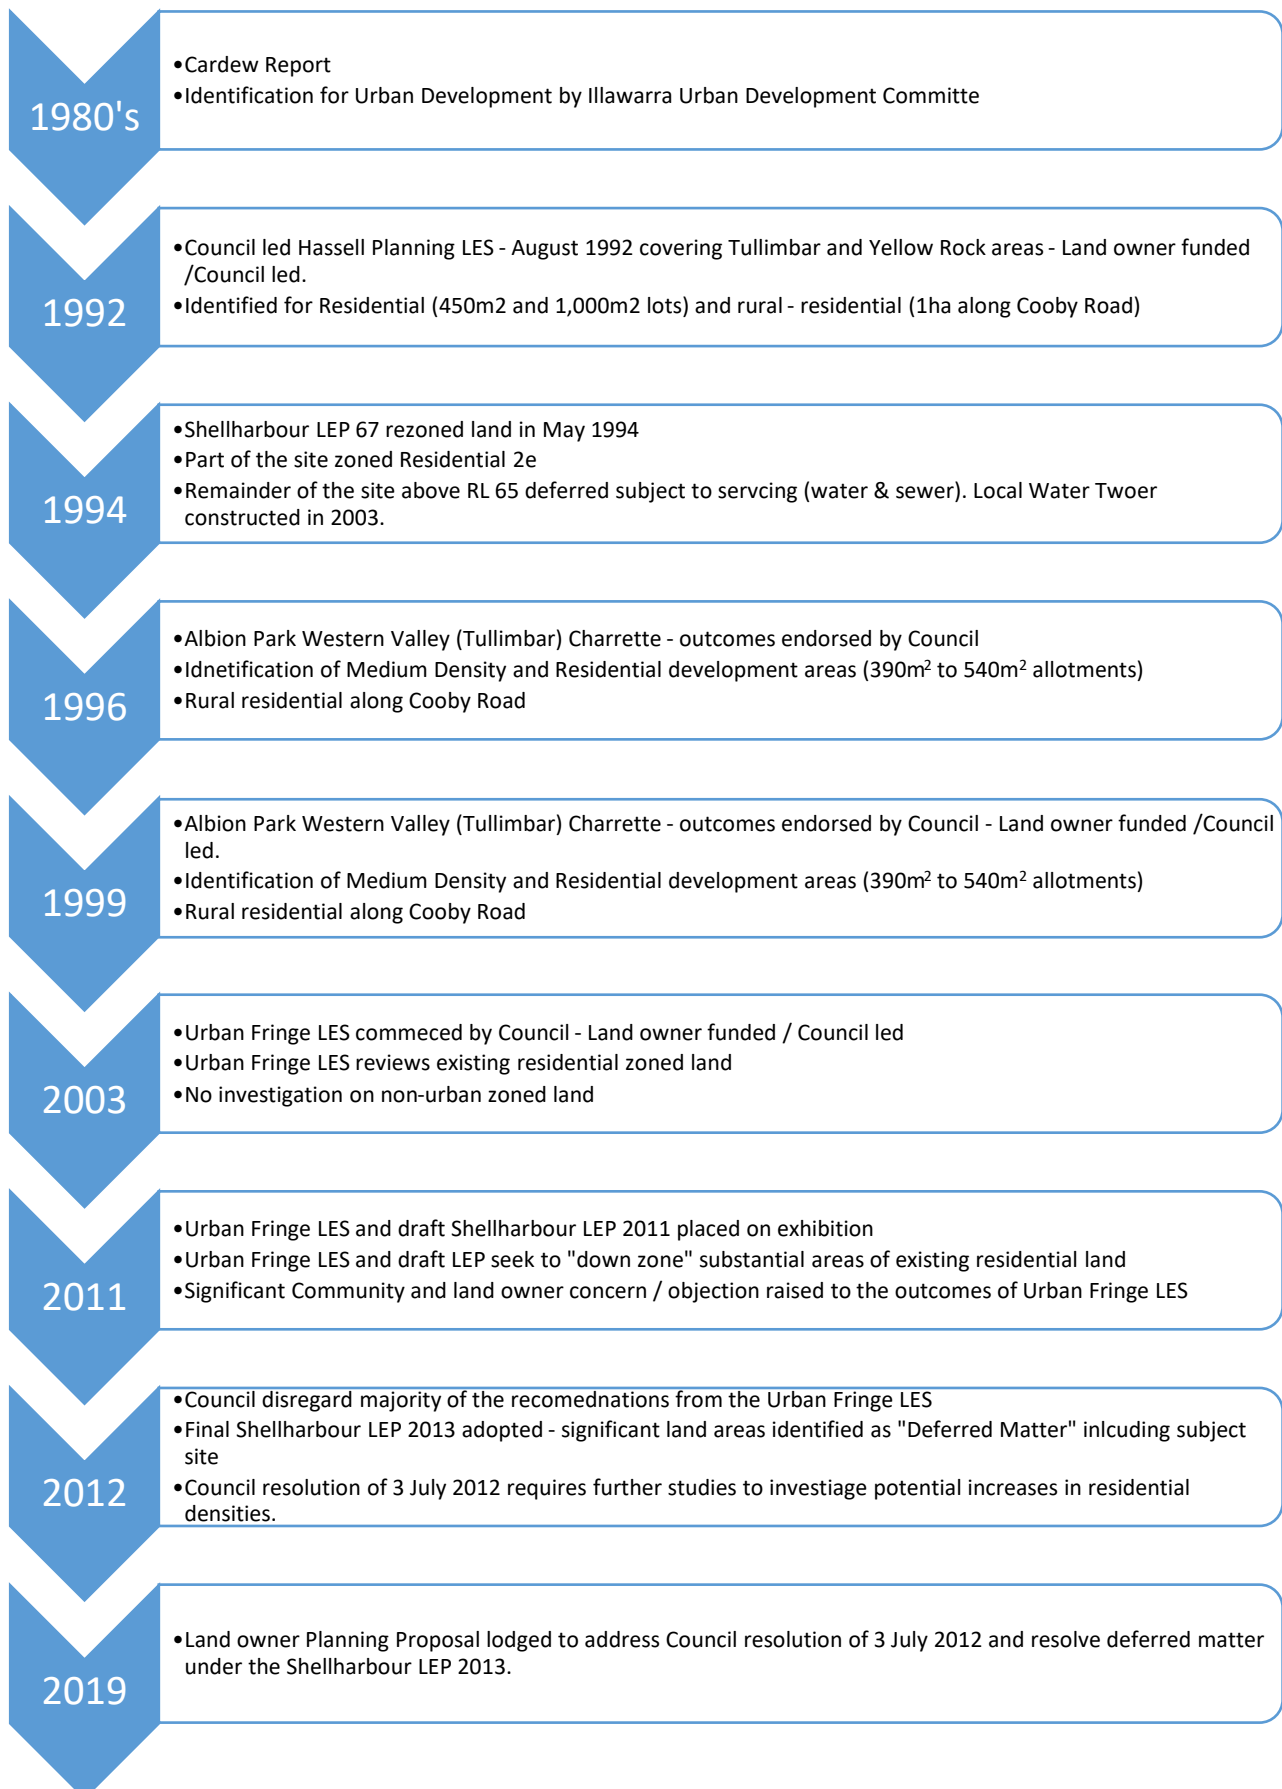 1980's
•Cardew Report
•Identification for Urban Development by Illawarra Urban Development Committe
1992
•Council led Hassell Planning LES - August 1992 covering Tullimbar and Yellow Rock areas - Land owner funded
/Council led.
•Identified for Residential (450m2 and 1,000m2 lots) and rural - residential (1ha along Cooby Road)
1994
•Shellharbour LEP 67 rezoned land in May 1994
•Part of the site zoned Residential 2e
•Remainder of the site above RL 65 deferred subject to servcing (water & sewer). Local Water Twoer
constructed in 2003.
1996
•Albion Park Western Valley (Tullimbar) Charrette - outcomes endorsed by Council
•Idnetification of Medium Density and Residential development areas (390m² to 540m² allotments)
•Rural residential along Cooby Road
1999
•Albion Park Western Valley (Tullimbar) Charrette - outcomes endorsed by Council - Land owner funded /Council
led.
•Identification of Medium Density and Residential development areas (390m² to 540m² allotments)
•Rural residential along Cooby Road
2003
•Urban Fringe LES commeced by Council - Land owner funded / Council led
•Urban Fringe LES reviews existing residential zoned land
•No investigation on non-urban zoned land
2011
•Urban Fringe LES and draft Shellharbour LEP 2011 placed on exhibition
•Urban Fringe LES and draft LEP seek to "down zone" substantial areas of existing residential land
•Significant Community and land owner concern / objection raised to the outcomes of Urban Fringe LES
2012
•Council disregard majority of the recomednations from the Urban Fringe LES
•Final Shellharbour LEP 2013 adopted - significant land areas identified as "Deferred Matter" inlcuding subject
site
•Council resolution of 3 July 2012 requires further studies to investiage potential increases in residential
densities.
2019
•Land owner Planning Proposal lodged to address Council resolution of 3 July 2012 and resolve deferred matter
under the Shellharbour LEP 2013.